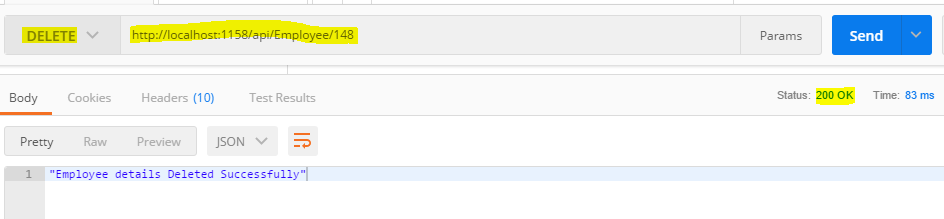 DELETE http://localhost:1158/api/Employee/148 Params Send
Body Cookies Headers (10) Test Results Status: 200 OK Time: 83 ms
Pretty Raw Preview JSON
1 "Employee details Deleted Successfully"